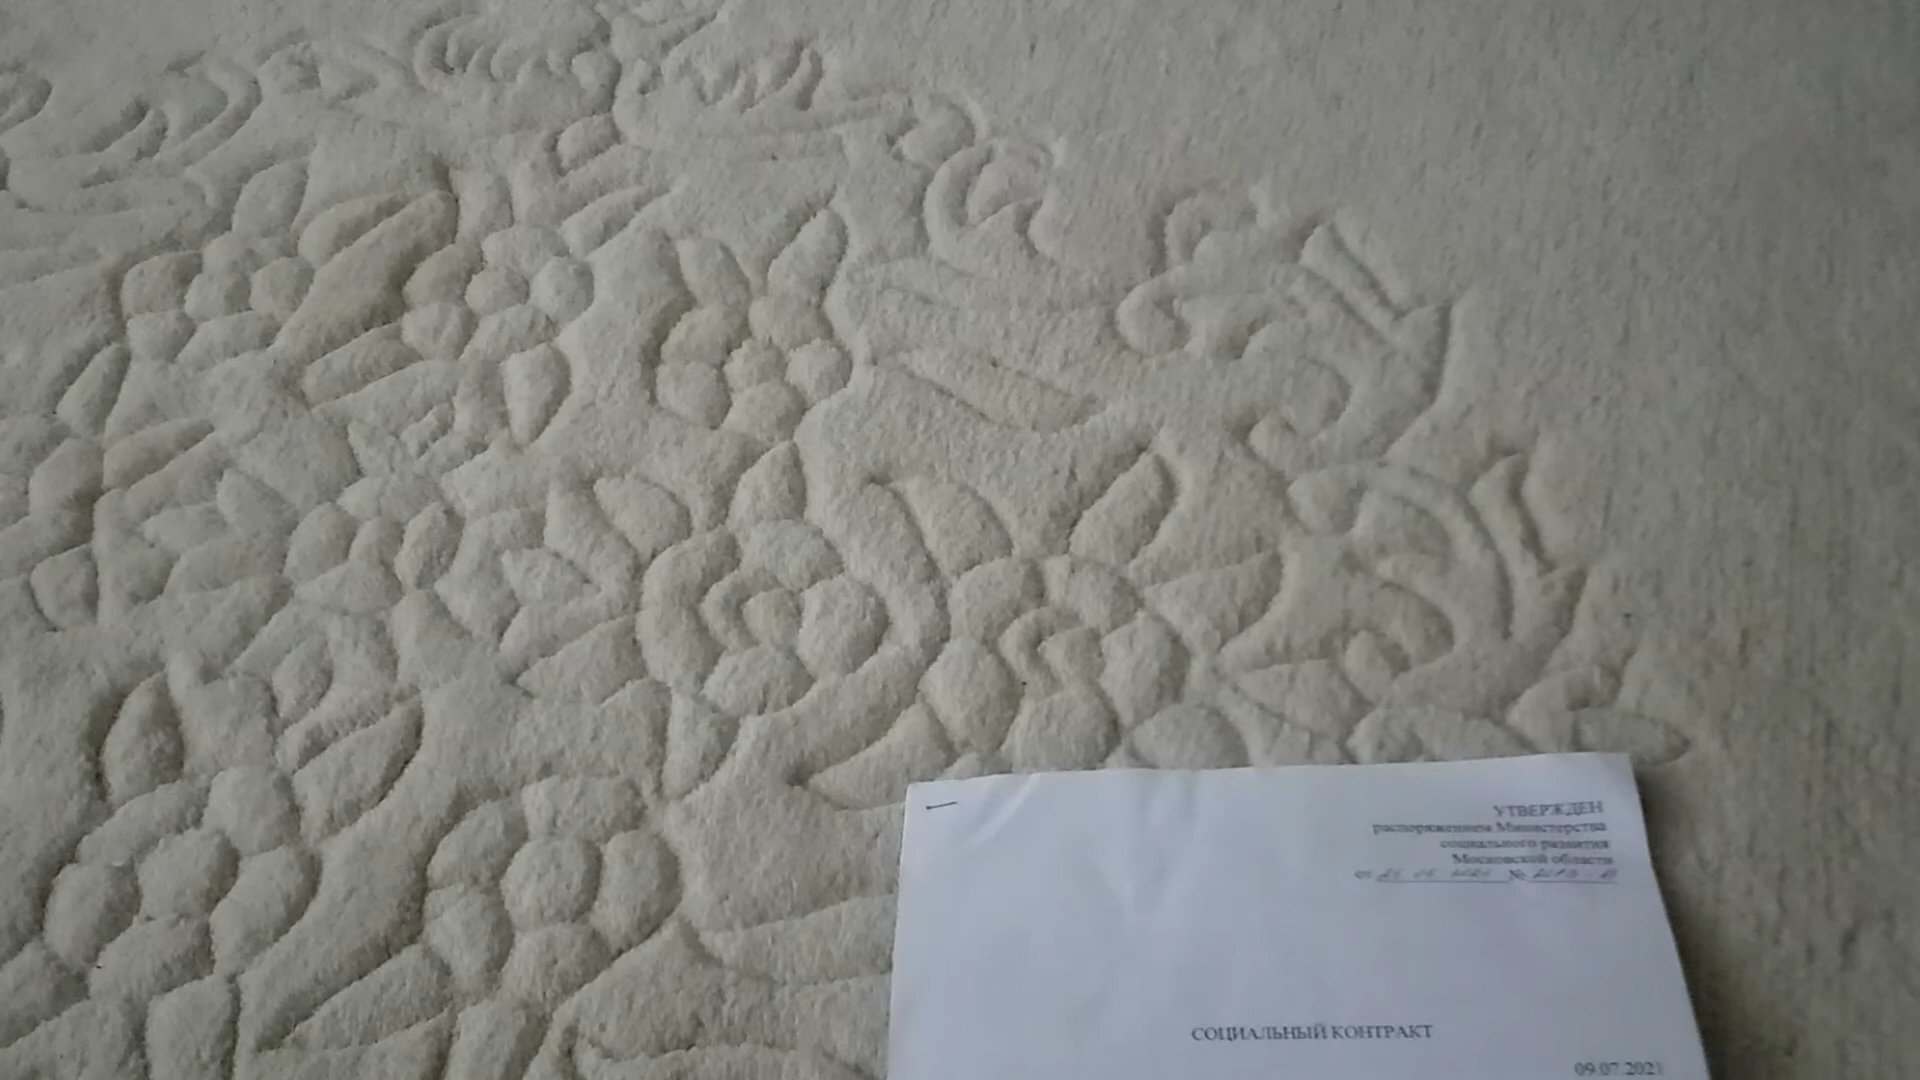 УТВЕРЖДЕН
распоряжением Министерства
социального развития
Московской области
от №
СОЦИАЛЬНЫЙ КОНТРАКТ
09.07.2021